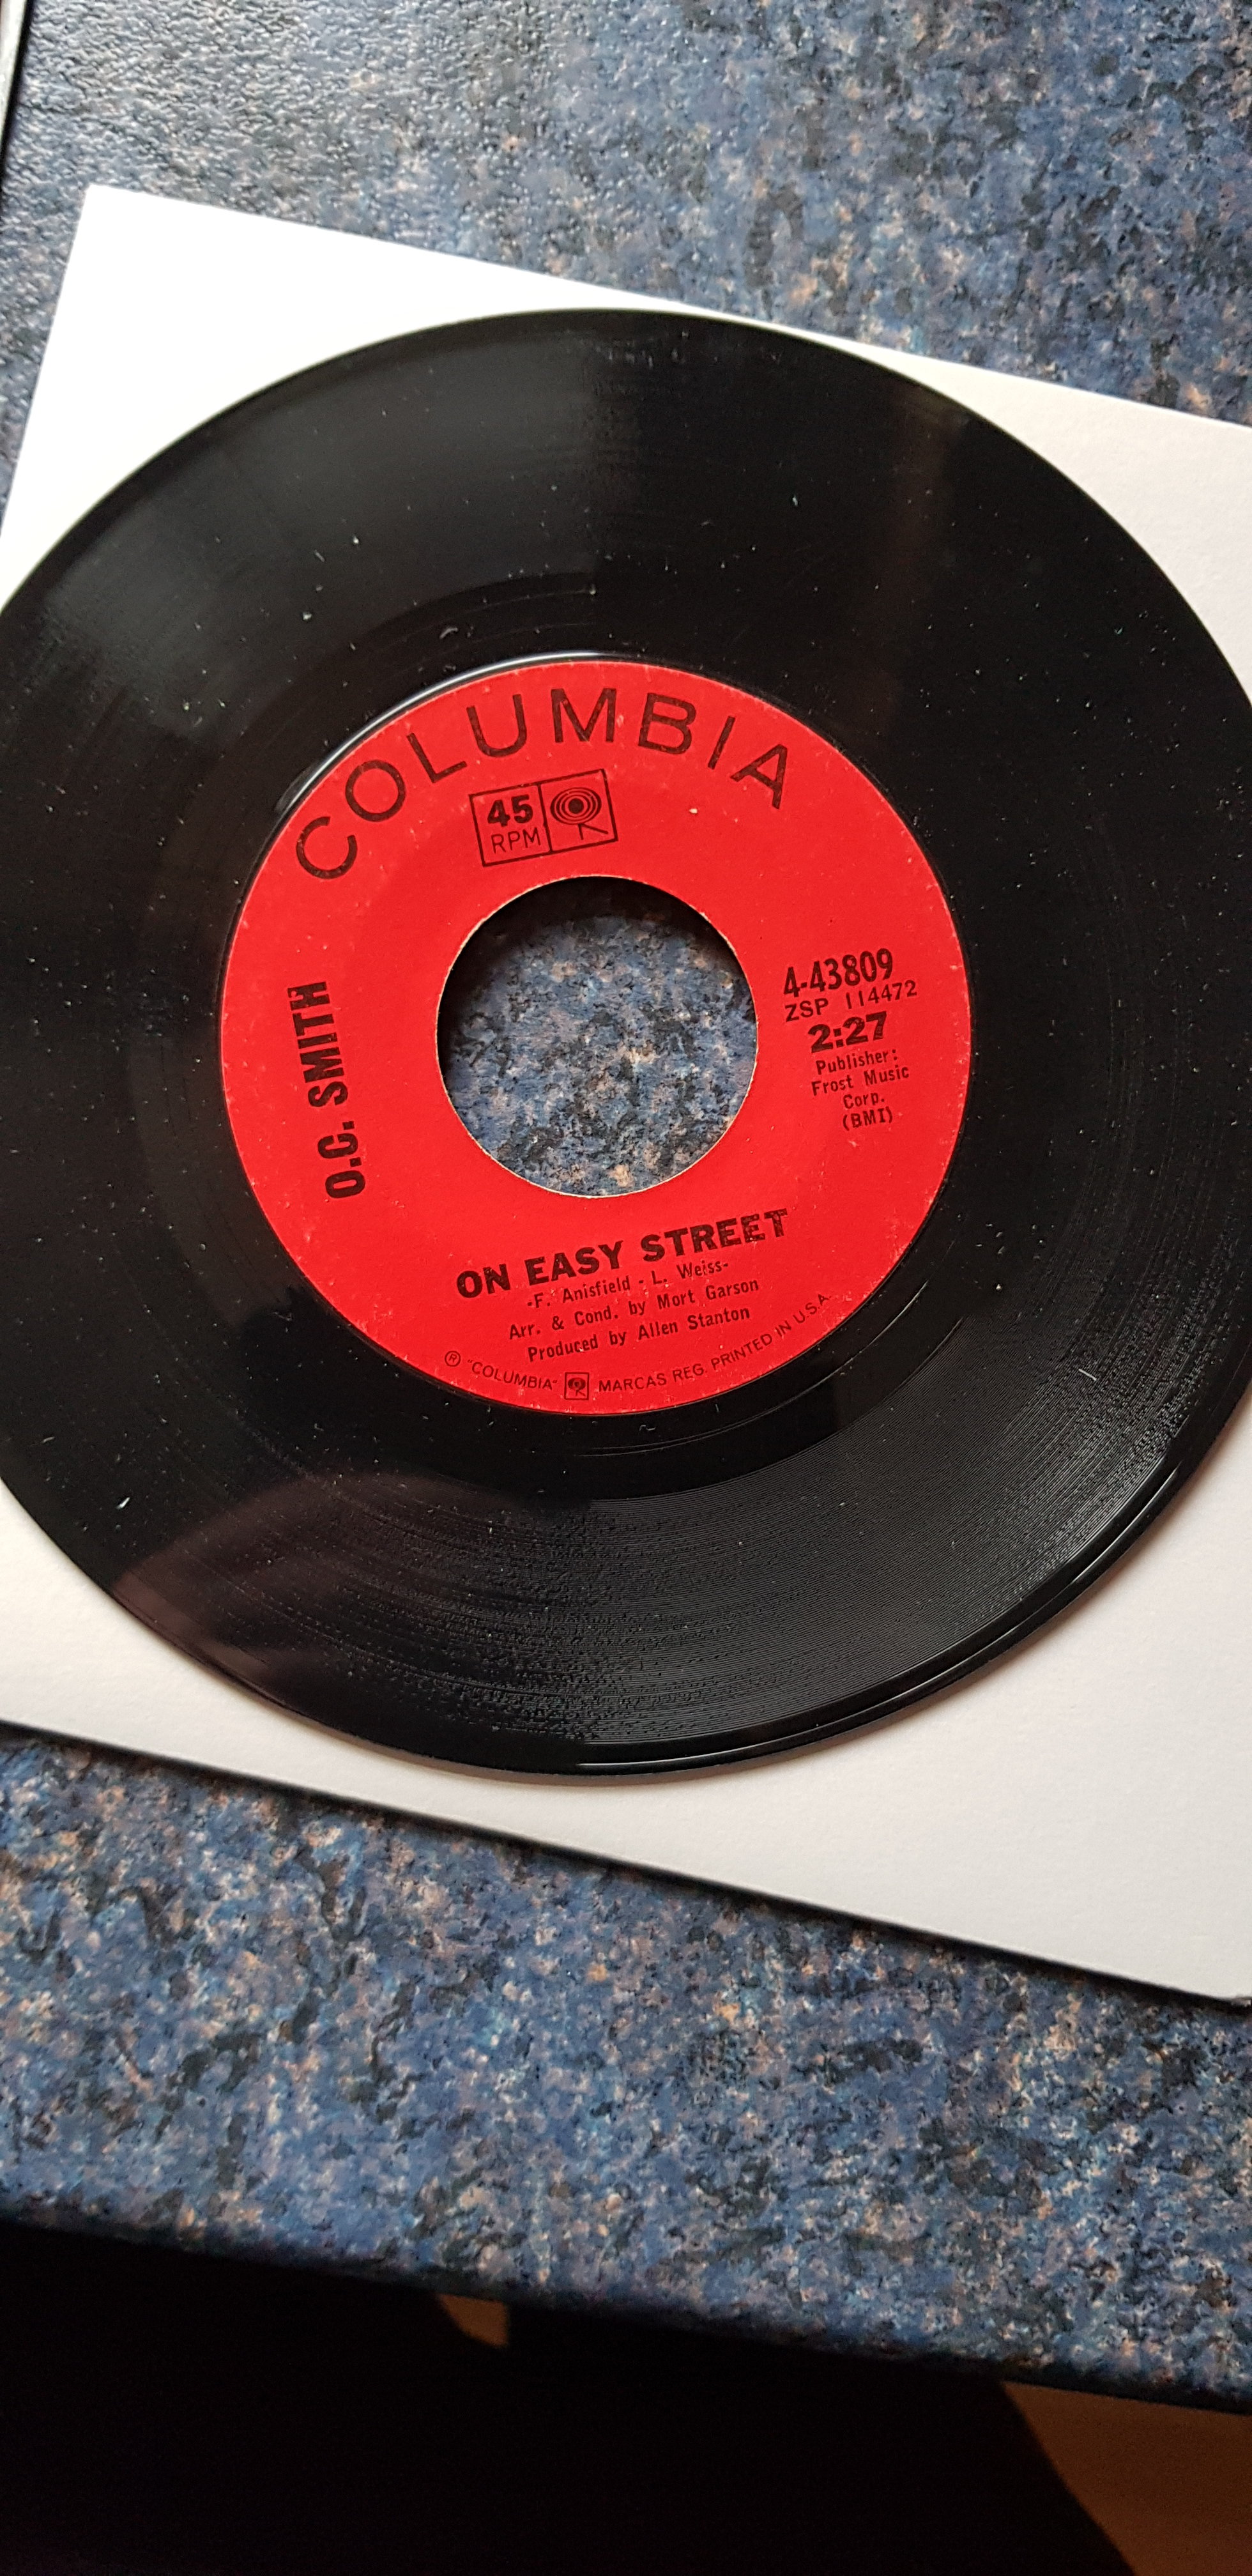 COLUMBIA
45
RPM
O.C. SMITH
4-43809
ZSP 114472
2:27
Publisher:
Frost Music
Corp.
(BMI)
ON EASY STREET
-F. Anisfield - L. Weiss-
Arr. & Cond. by Mort Garson
Produced by Allen Stanton
® "COLUMBIA" MARCAS REG. PRINTED IN U.S.A.